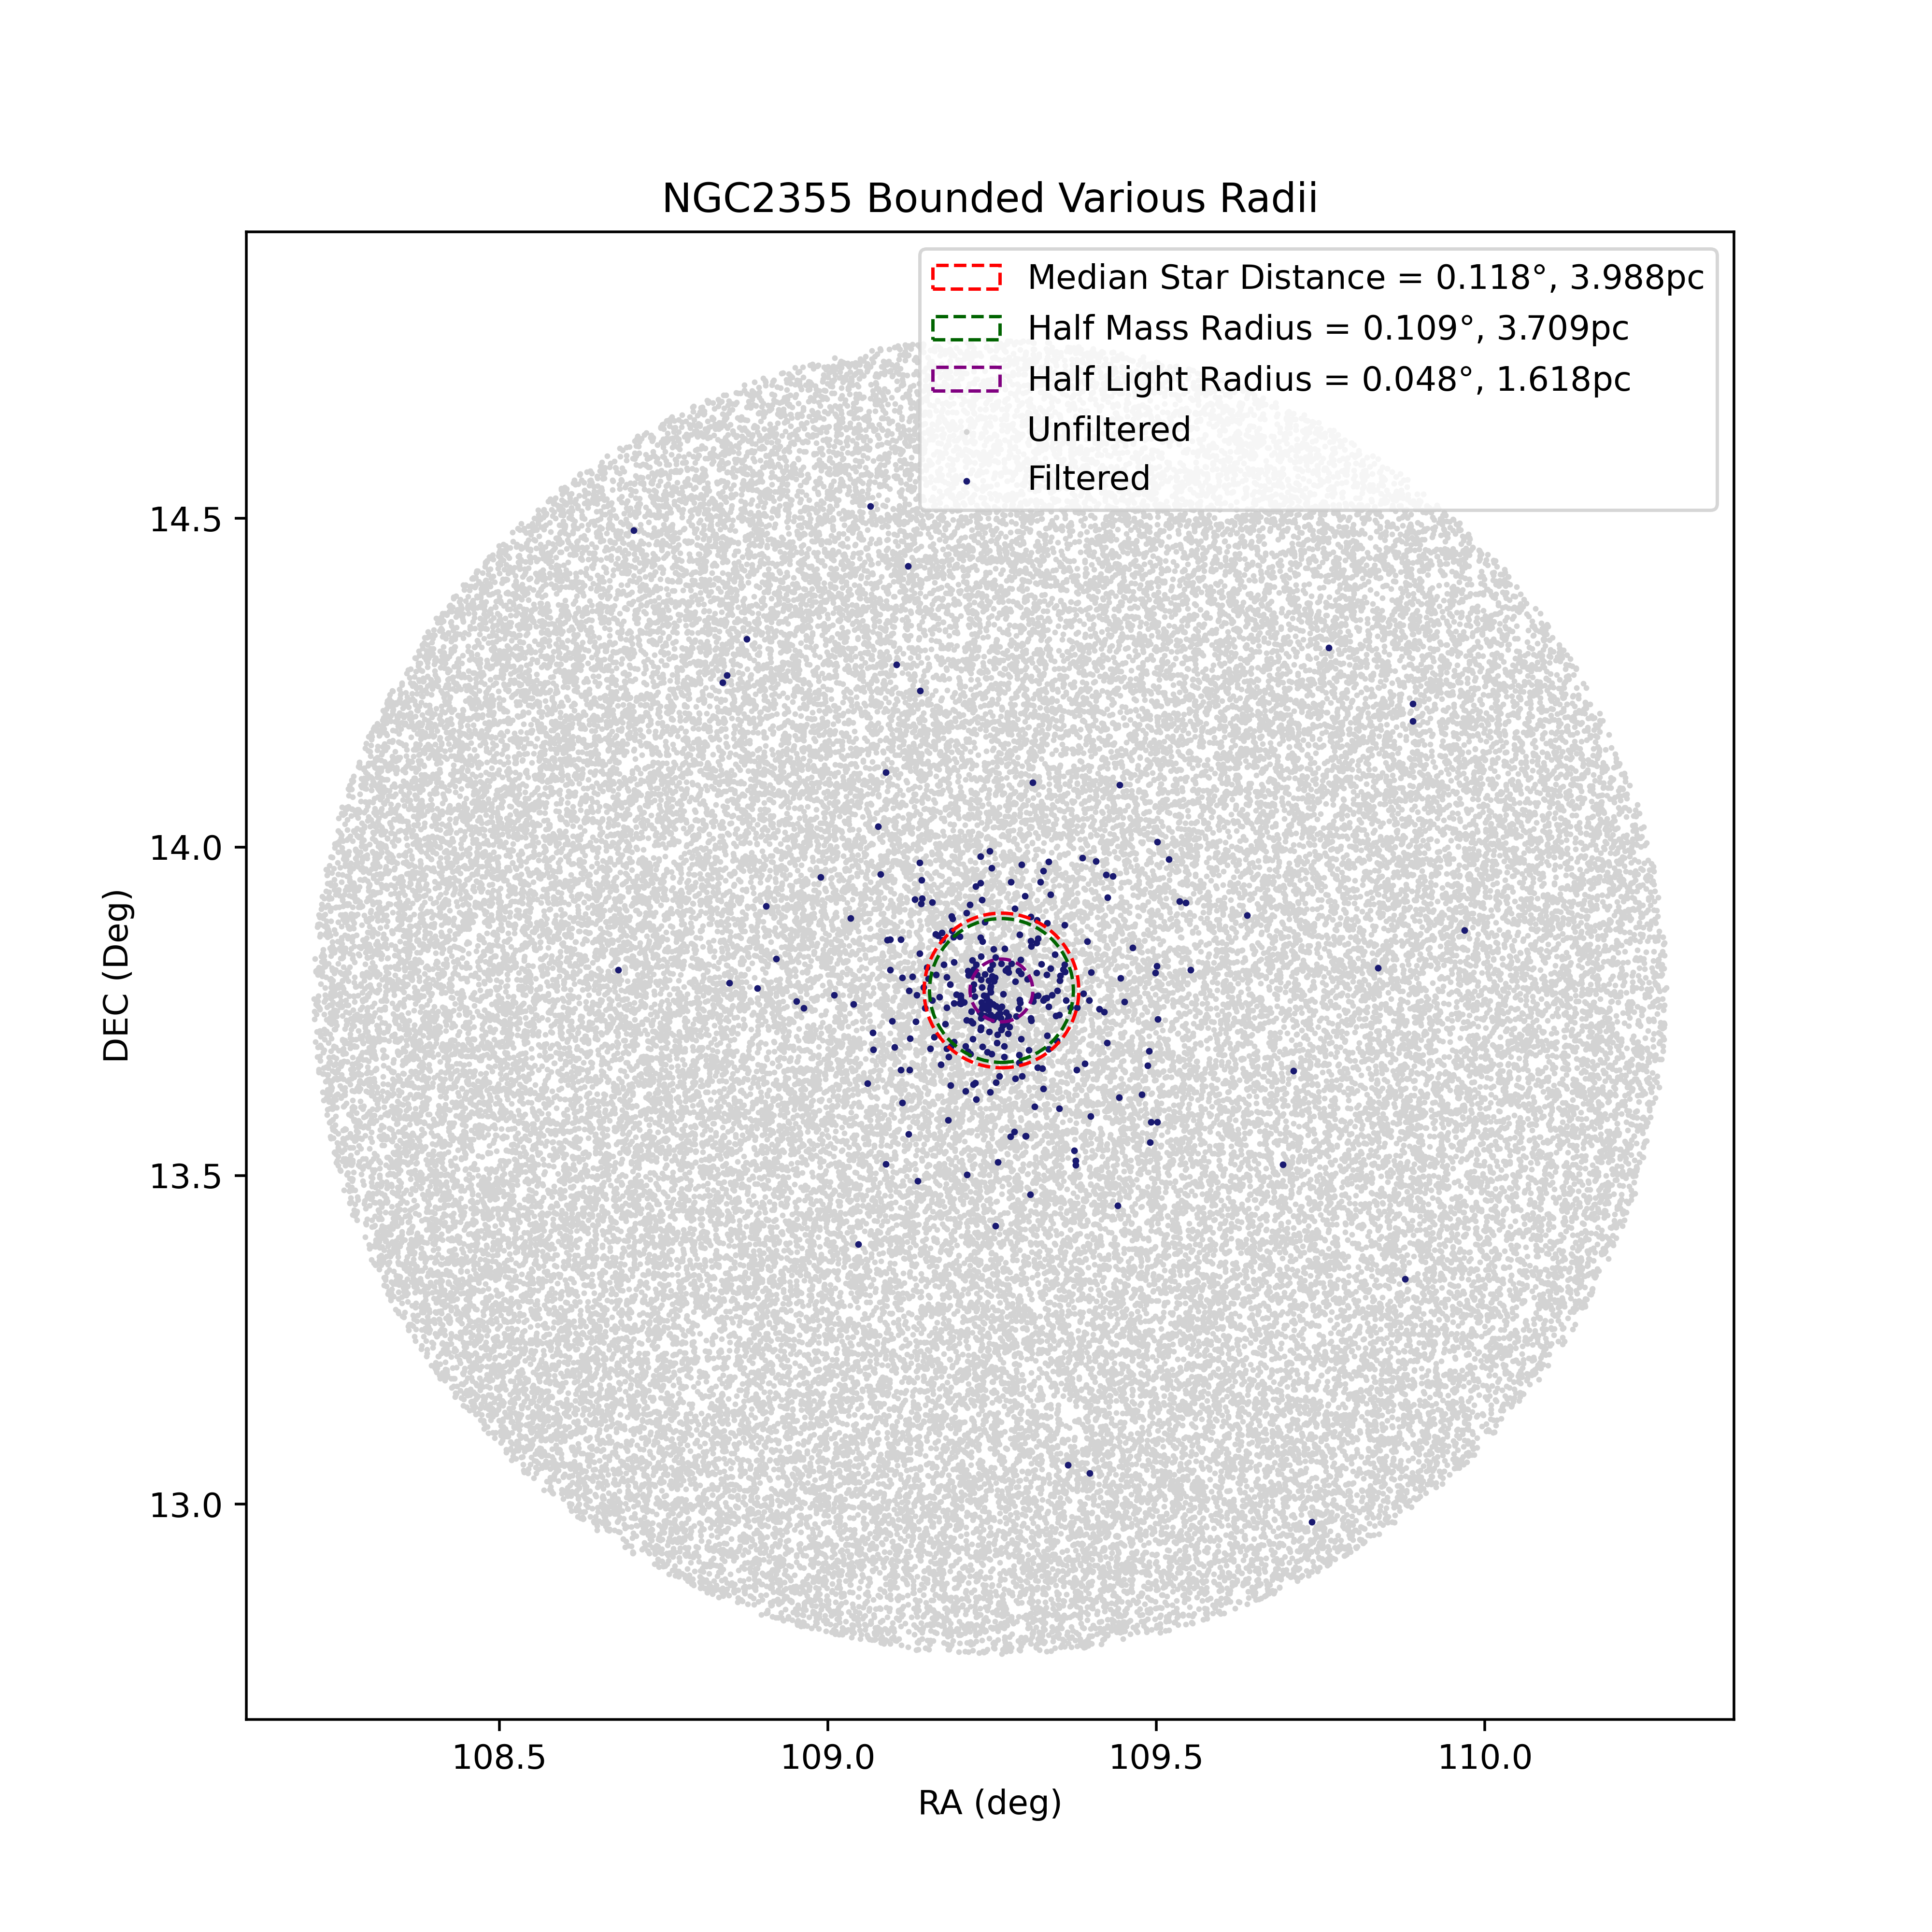 NGC2355 Bounded Various Radii
Median Star Distance = 0.118°, 3.988pc
Half Mass Radius = 0.109°, 3.709pc
Half Light Radius = 0.048°, 1.618pc
Unfiltered
Filtered
14.5
14.0
13.5
13.0
DEC (Deg)
108.5 109.0 109.5 110.0
RA (deg)